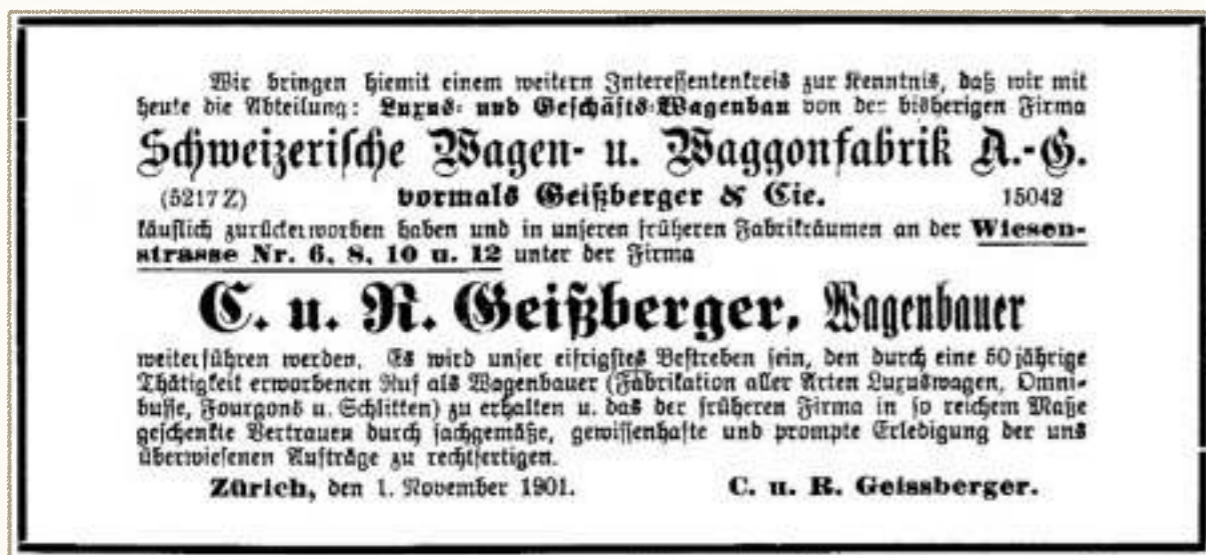 Wir bringen hiemit einem weitern Interessentenkreis zur Kenntnis, daß wir mit
heute die Abteilung: Luxus- und Geschäfts-Wagenbau von der bisherigen Firma
Schweizerische Wagen- u. Waggonfabrik A.-G.
(5217 Z) vormals Geißberger & Cie. 15042
käuflich zurückerworben haben und in unseren früheren Fabrikräumen an der Wiesen-
strasse Nr. 6, 8, 10 u. 12 unter der Firma
C. u. R. Geißberger, Wagenbauer
weiterführen werden. Es wird unser eifrigstes Bestreben sein, den durch eine 50jährige
Thätigkeit erworbenen Ruf als Wagenbauer (Fabrikation aller Arten Luxuswagen, Omni-
busse, Fourgons u. Schlitten) zu erhalten u. das der früheren Firma in so reichem Maße
geschenkte Vertrauen durch sachgemäße, gewissenhafte und prompte Erledigung der uns
überwiesenen Aufträge zu rechtfertigen.
Zürich, den 1. November 1901. C. u. R. Geissberger.